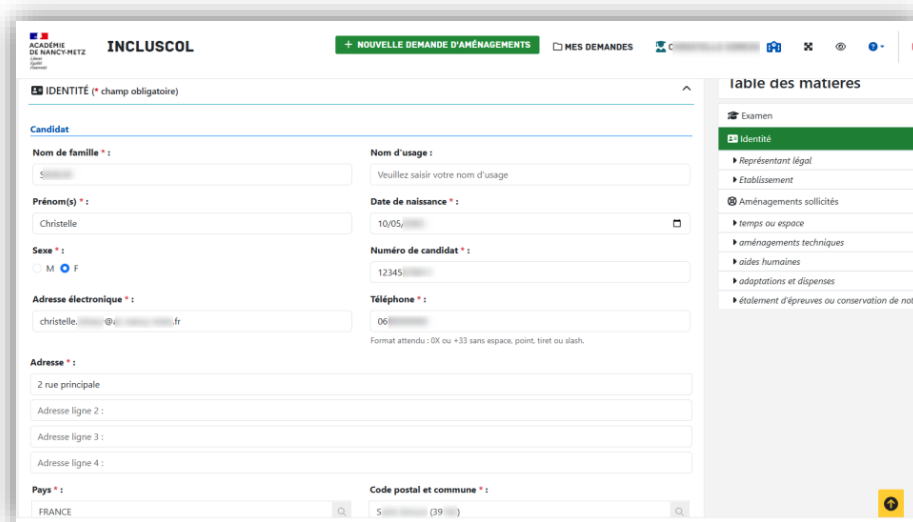 ACADÉMIE
DE NANCY-METZ
Liberté
Égalité
Fraternité
INCLUSCOL
+ NOUVELLE DEMANDE D'AMÉNAGEMENTS
MES DEMANDES
IDENTITÉ (* champ obligatoire)
Candidat
Nom de famille * :
Nom d'usage :
S
Veuillez saisir votre nom d'usage
Prénom(s) * :
Date de naissance * :
Christelle
10/05/
Sexe * :
Numéro de candidat * :
M F
12345
Adresse électronique * :
Téléphone * :
christelle. @ .fr
06
Format attendu : 0X ou +33 sans espace, point, tiret ou slash.
Adresse * :
2 rue principale
Adresse ligne 2 :
Adresse ligne 3 :
Adresse ligne 4 :
Pays * :
Code postal et commune * :
FRANCE
S (39 )
Table des matières
Examen
Identité
Représentant légal
Etablissement
Aménagements sollicités
temps ou espace
aménagements techniques
aides humaines
adaptations et dispenses
étalement d'épreuves ou conservation de not